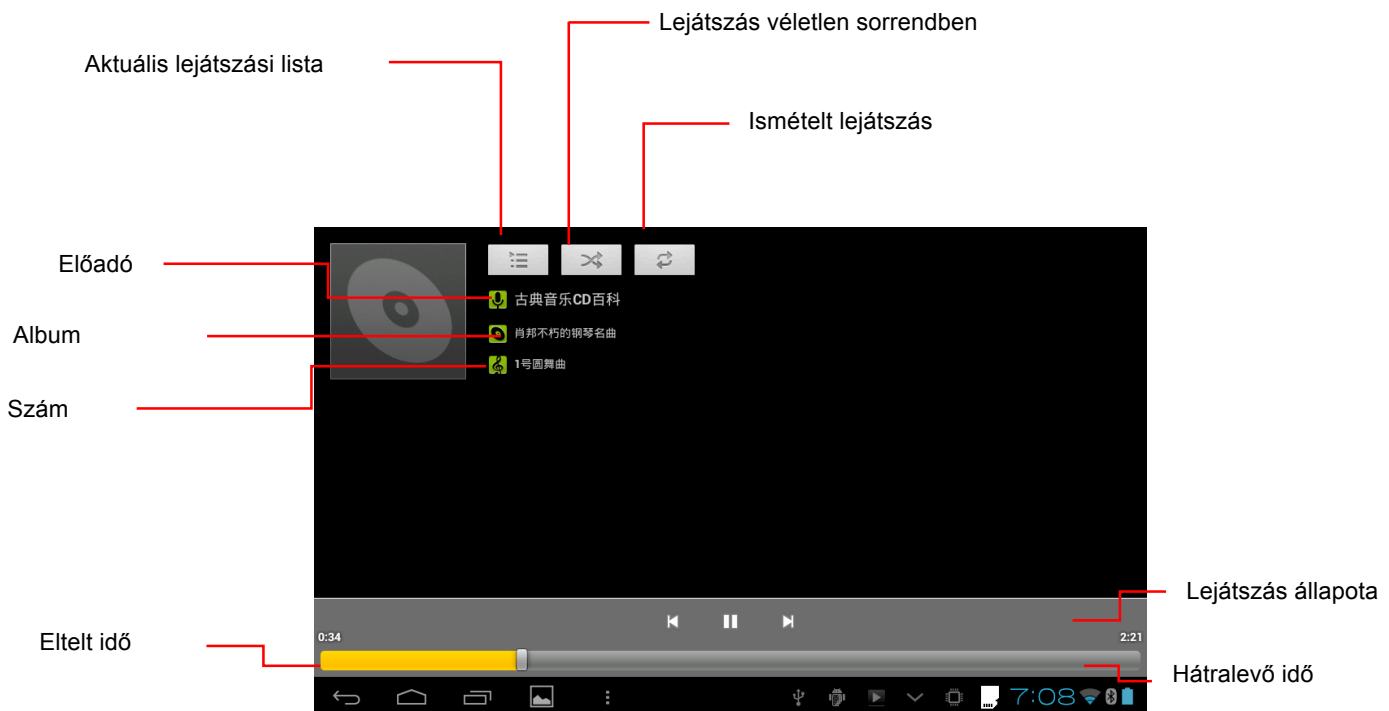 Lejátszás véletlen sorrendben
Aktuális lejátszási lista
Ismételt lejátszás
Előadó
古典音乐CD百科
Album
肖邦不朽的钢琴名曲
1号圆舞曲
Szám
Lejátszás állapota
Eltelt idő
0:34
2:21
Hátralevő idő
7:08